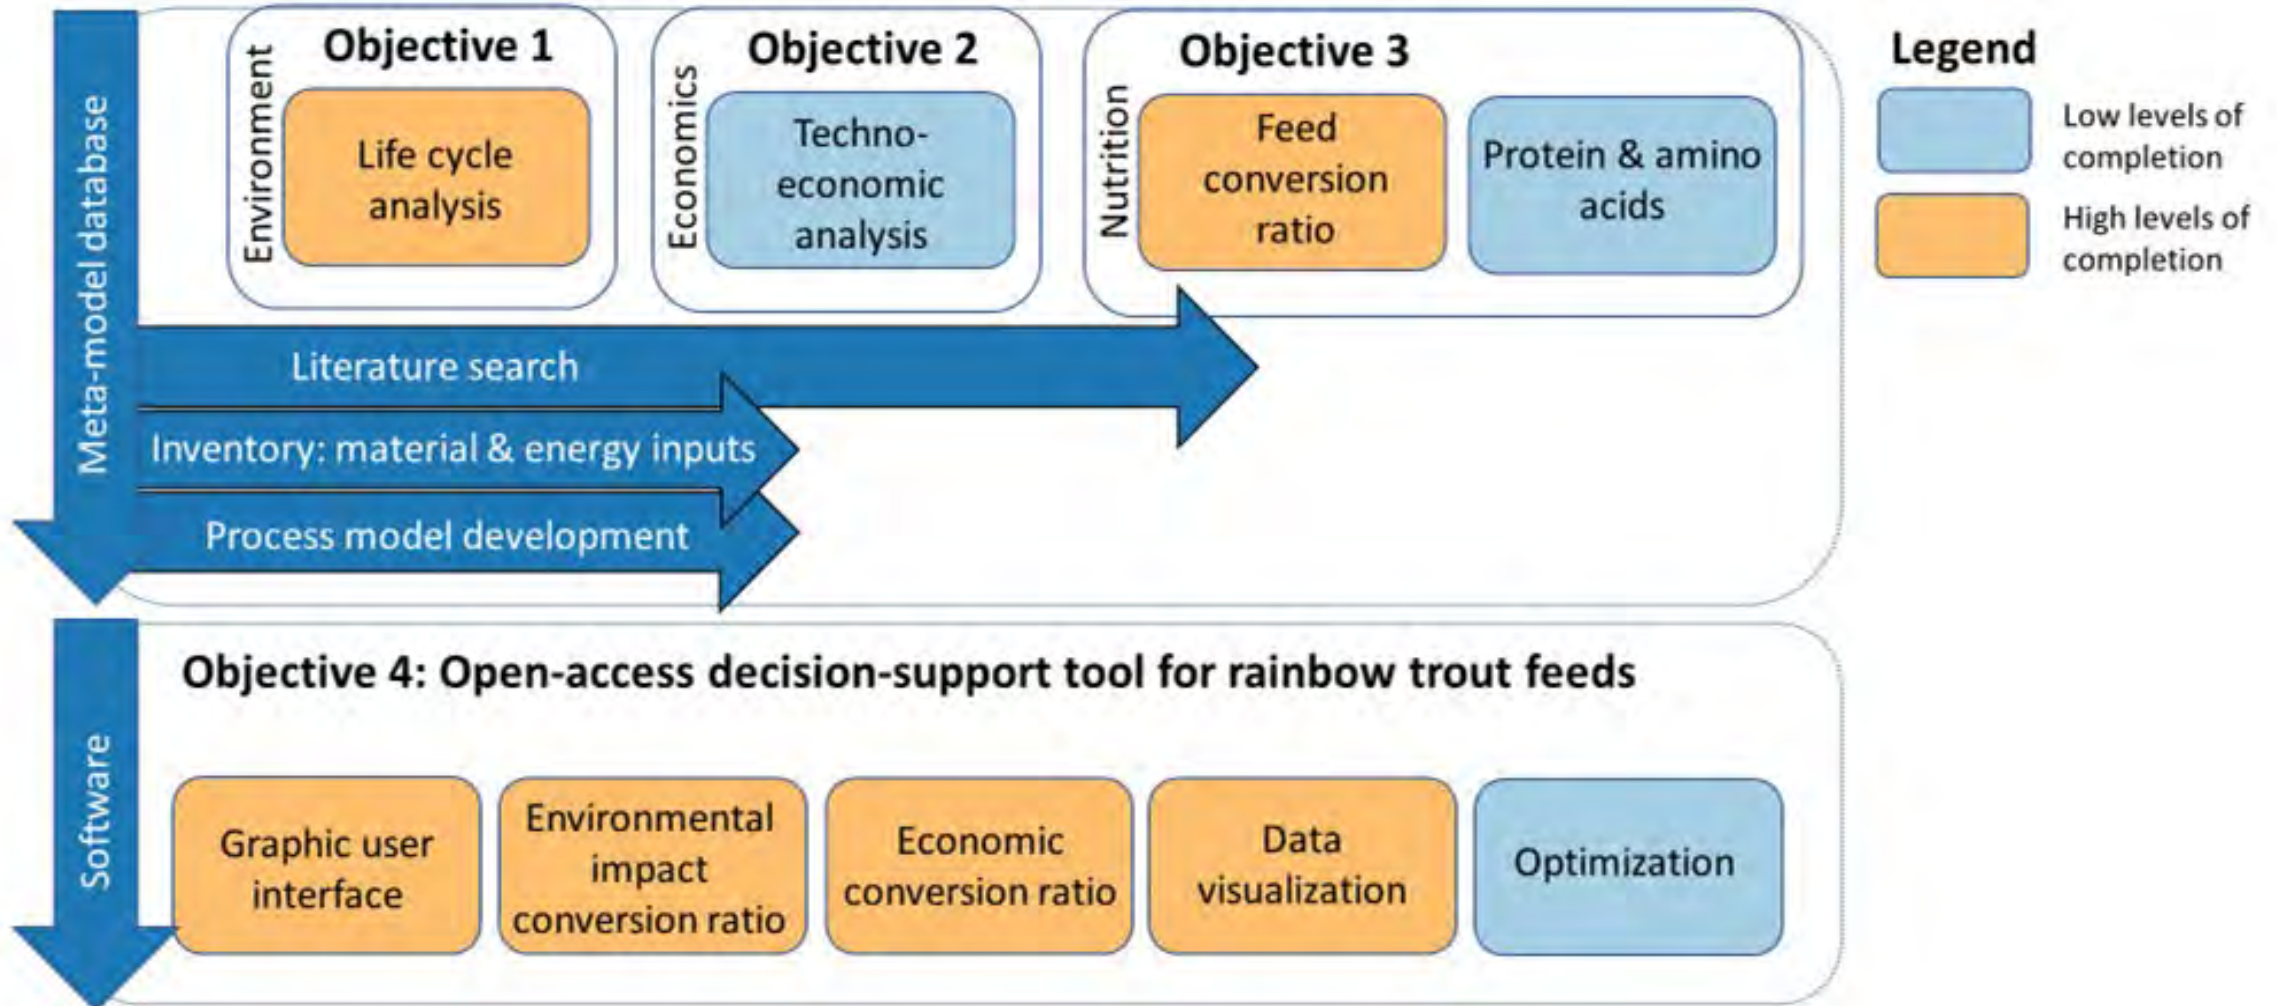 Meta-model database
Environment
Objective 1
Life cycle
analysis
Economics
Objective 2
Techno-
economic
analysis
Nutrition
Objective 3
Feed
conversion
ratio
Protein & amino
acids
Legend
Low levels of
completion
High levels of
completion
Literature search
Inventory: material & energy inputs
Process model development
Software
Objective 4: Open-access decision-support tool for rainbow trout feeds
Graphic user
interface
Environmental
impact
conversion ratio
Economic
conversion ratio
Data
visualization
Optimization